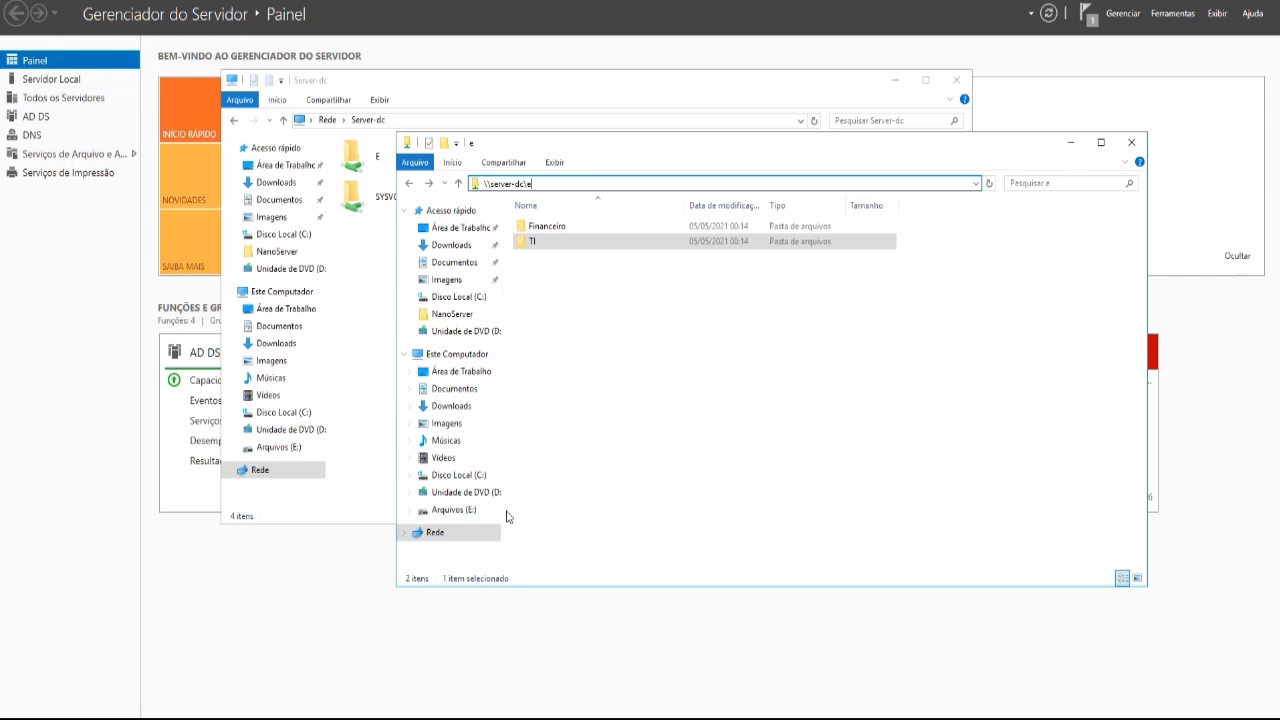 Gerenciador do Servidor ‣ Painel
Gerenciar Ferramentas Exibir Ajuda
1
Painel
Servidor Local
Todos os Servidores
AD DS
DNS
Serviços de Arquivo e A...
Serviços de Impressão
BEM-VINDO AO GERENCIADOR DO SERVIDOR
INÍCIO RÁPIDO
NOVIDADES
SAIBA MAIS
Ocultar
FUNÇÕES E GR
Funções: 4 | Gru
AD DS
Capacid
Eventos
Serviços
Desemp
Resulta
Server-dc
Arquivo Início Compartilhar Exibir
Rede › Server-dc
Pesquisar Server-dc
Acesso rápido
Área de Trabalho
Downloads
Documentos
Imagens
Disco Local (C:)
NanoServer
Unidade de DVD (D:
Este Computador
Área de Trabalho
Documentos
Downloads
Imagens
Músicas
Vídeos
Disco Local (C:)
Unidade de DVD (D:
Arquivos (E:)
Rede
E
SYSVO
4 itens
e
Arquivo Início Compartilhar Exibir
\\server-dc\e
Pesquisar e
Acesso rápido
Área de Trabalho
Downloads
Documentos
Imagens
Disco Local (C:)
NanoServer
Unidade de DVD (D:
Este Computador
Área de Trabalho
Documentos
Downloads
Imagens
Músicas
Vídeos
Disco Local (C:)
Unidade de DVD (D:
Arquivos (E:)
Rede
Nome Data de modificaç... Tipo Tamanho
Financeiro 05/05/2021 00:14 Pasta de arquivos
TI 05/05/2021 00:14 Pasta de arquivos
2 itens 1 item selecionado